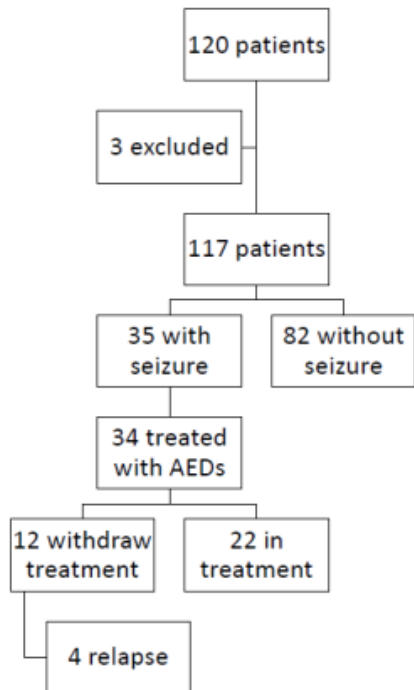 120 patients
3 excluded
117 patients
35 with
seizure
82 without
seizure
34 treated
with AEDs
12 withdraw
treatment
22 in
treatment
4 relapse